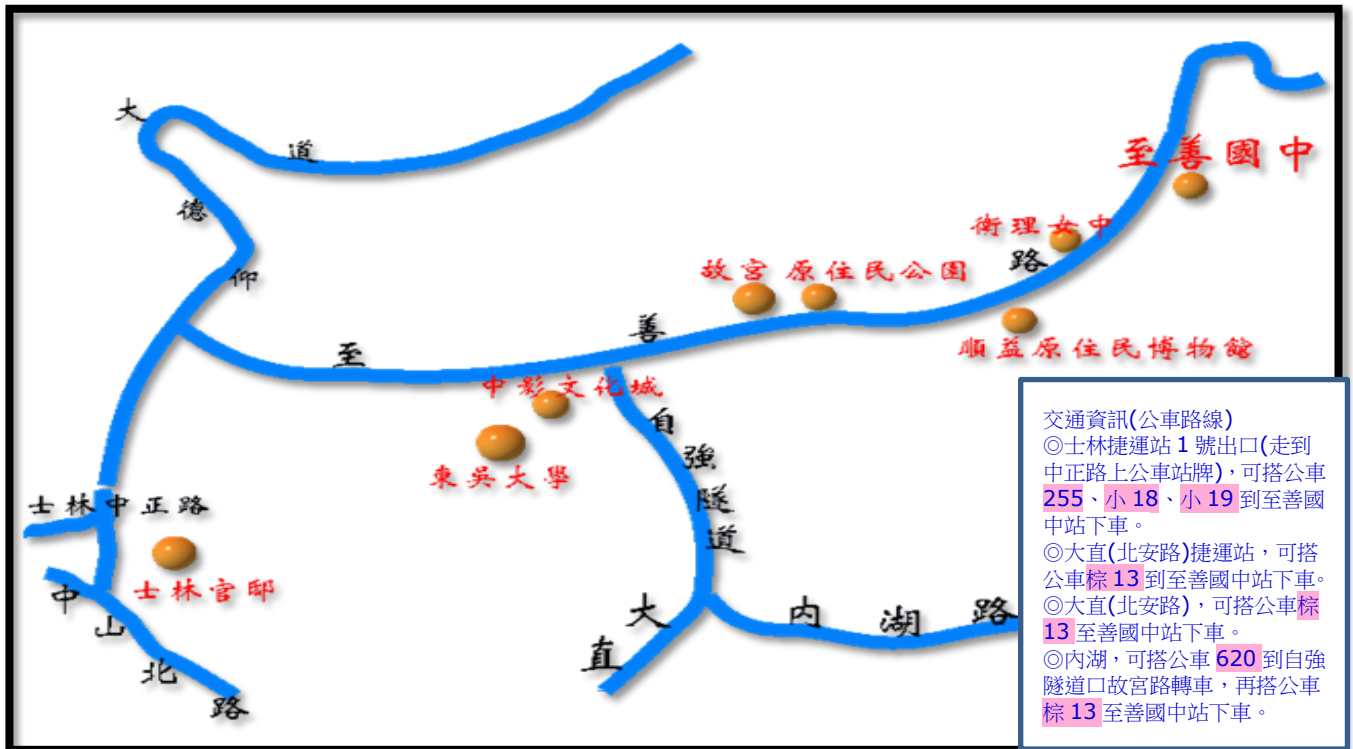 大
道
德
仰
至善國中
衛理女中
路
故宮 原住民公園
善
至
順益原住民博物館
中影文化城
東吳大學
自強隧道
士林中正路
士林官邸
中山北路
大直
內湖路
交通資訊(公車路線)
◎士林捷運站 1 號出口(走到
中正路上公車站牌)，可搭公車
255、小 18、小 19 到至善國
中站下車。
◎大直(北安路)捷運站，可搭
公車棕 13 到至善國中站下車。
◎大直(北安路)，可搭公車棕
13 至善國中站下車。
◎內湖，可搭公車 620 到自強
隧道口故宮路轉車，再搭公車
棕 13 至善國中站下車。